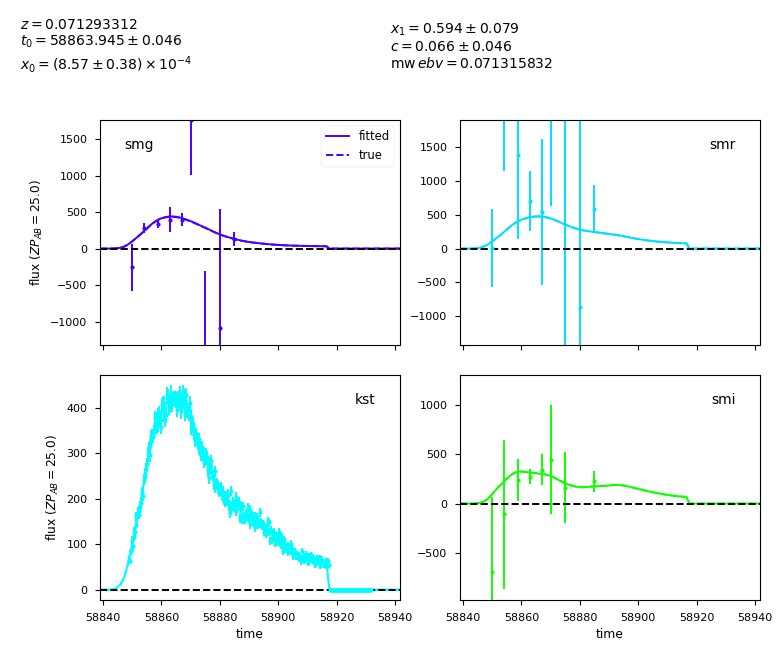 z = 0.071293312
t₀ = 58863.945 ± 0.046
x₀ = (8.57 ± 0.38) × 10⁻⁴
x₁ = 0.594 ± 0.079
c = 0.066 ± 0.046
mw ebv = 0.071315832
smg
fitted
true
1500
1000
500
0
−500
−1000
flux (ZP_AB = 25.0)
smr
1500
1000
500
0
−500
−1000
kst
400
300
200
100
0
flux (ZP_AB = 25.0)
58840 58860 58880 58900 58920 58940
time
smi
1000
500
0
−500
58840 58860 58880 58900 58920 58940
time